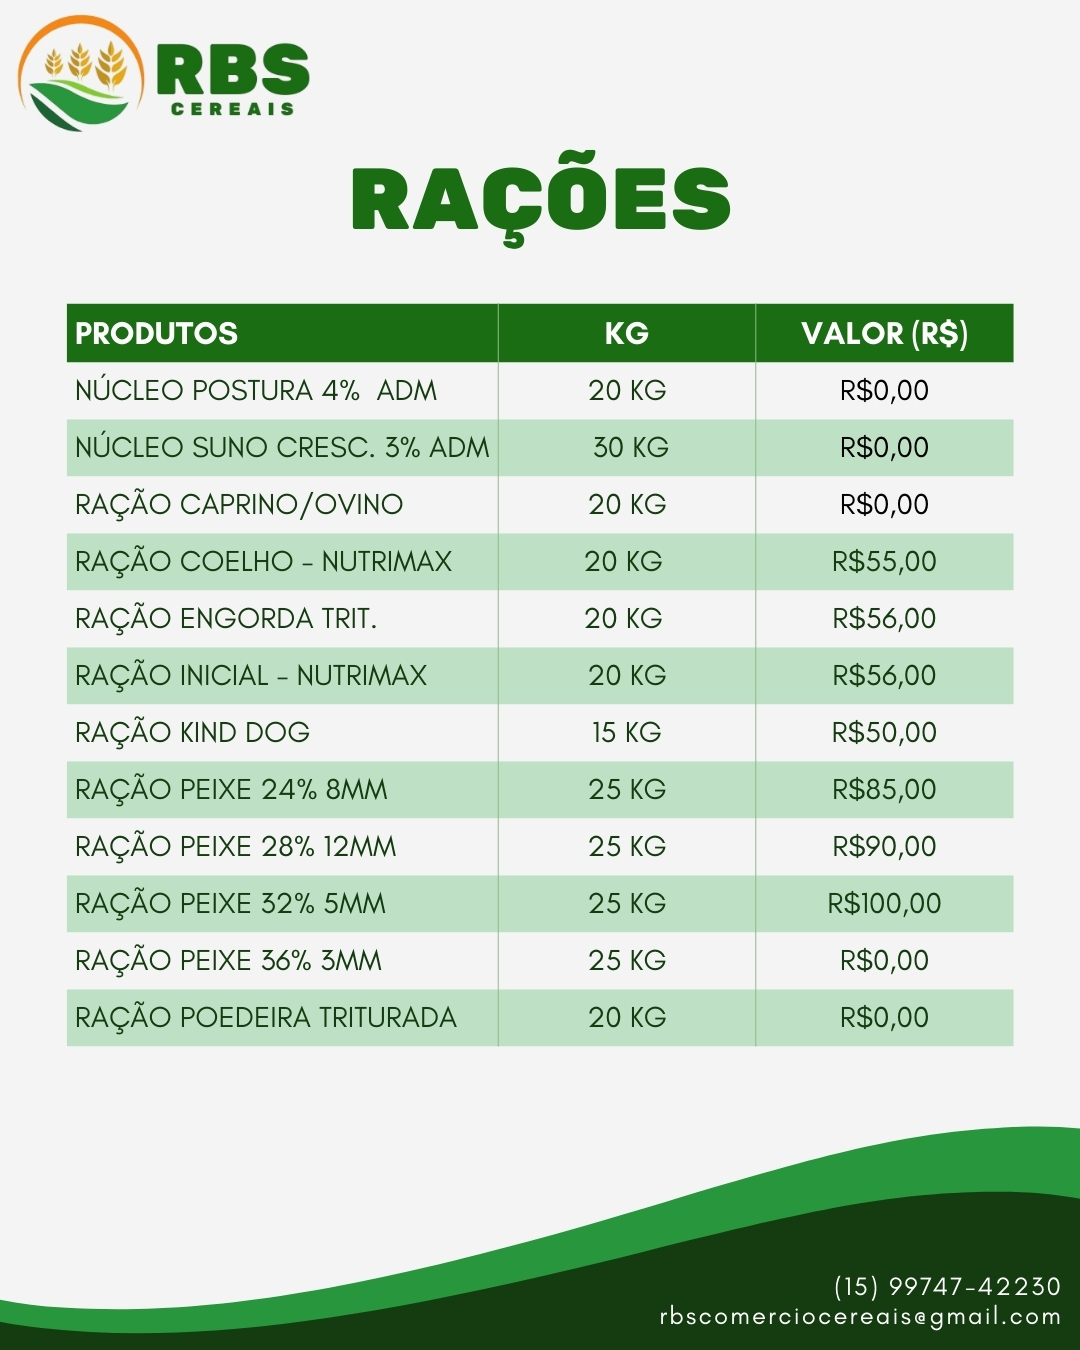 RBS
CEREAIS
RAÇÕES
PRODUTOS KG VALOR (R$)
NÚCLEO POSTURA 4% ADM 20 KG R$0,00
NÚCLEO SUNO CRESC. 3% ADM 30 KG R$0,00
RAÇÃO CAPRINO/OVINO 20 KG R$0,00
RAÇÃO COELHO - NUTRIMAX 20 KG R$55,00
RAÇÃO ENGORDA TRIT. 20 KG R$56,00
RAÇÃO INICIAL - NUTRIMAX 20 KG R$56,00
RAÇÃO KIND DOG 15 KG R$50,00
RAÇÃO PEIXE 24% 8MM 25 KG R$85,00
RAÇÃO PEIXE 28% 12MM 25 KG R$90,00
RAÇÃO PEIXE 32% 5MM 25 KG R$100,00
RAÇÃO PEIXE 36% 3MM 25 KG R$0,00
RAÇÃO POEDEIRA TRITURADA 20 KG R$0,00
(15) 99747-42230
rbscomerciocereais@gmail.com